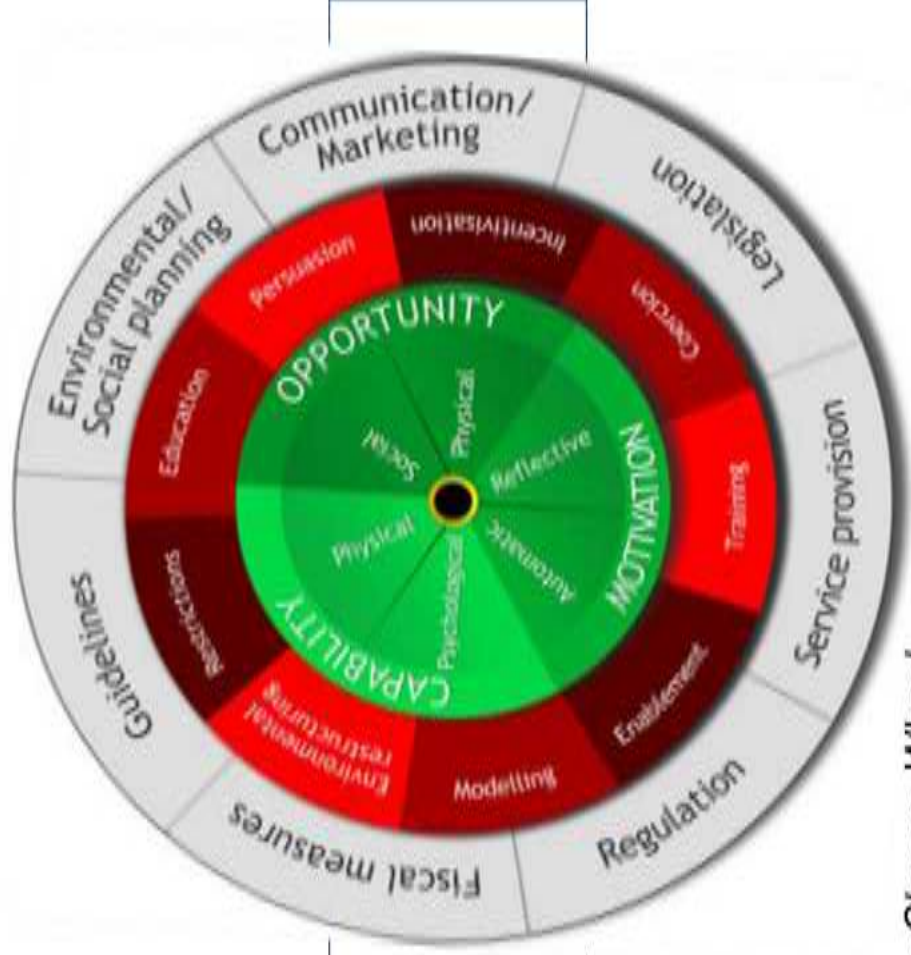 Communication/
Marketing
Legislation
Service provision
Regulation
Fiscal measures
Guidelines
Environmental/
Social planning
Incentivisation
Coercion
Training
Enablement
Modelling
Environmental
restructuring
Restrictions
Education
Persuasion
OPPORTUNITY
MOTIVATION
CAPABILITY
Physical
Reflective
Automatic
Psychological
Physical
Social